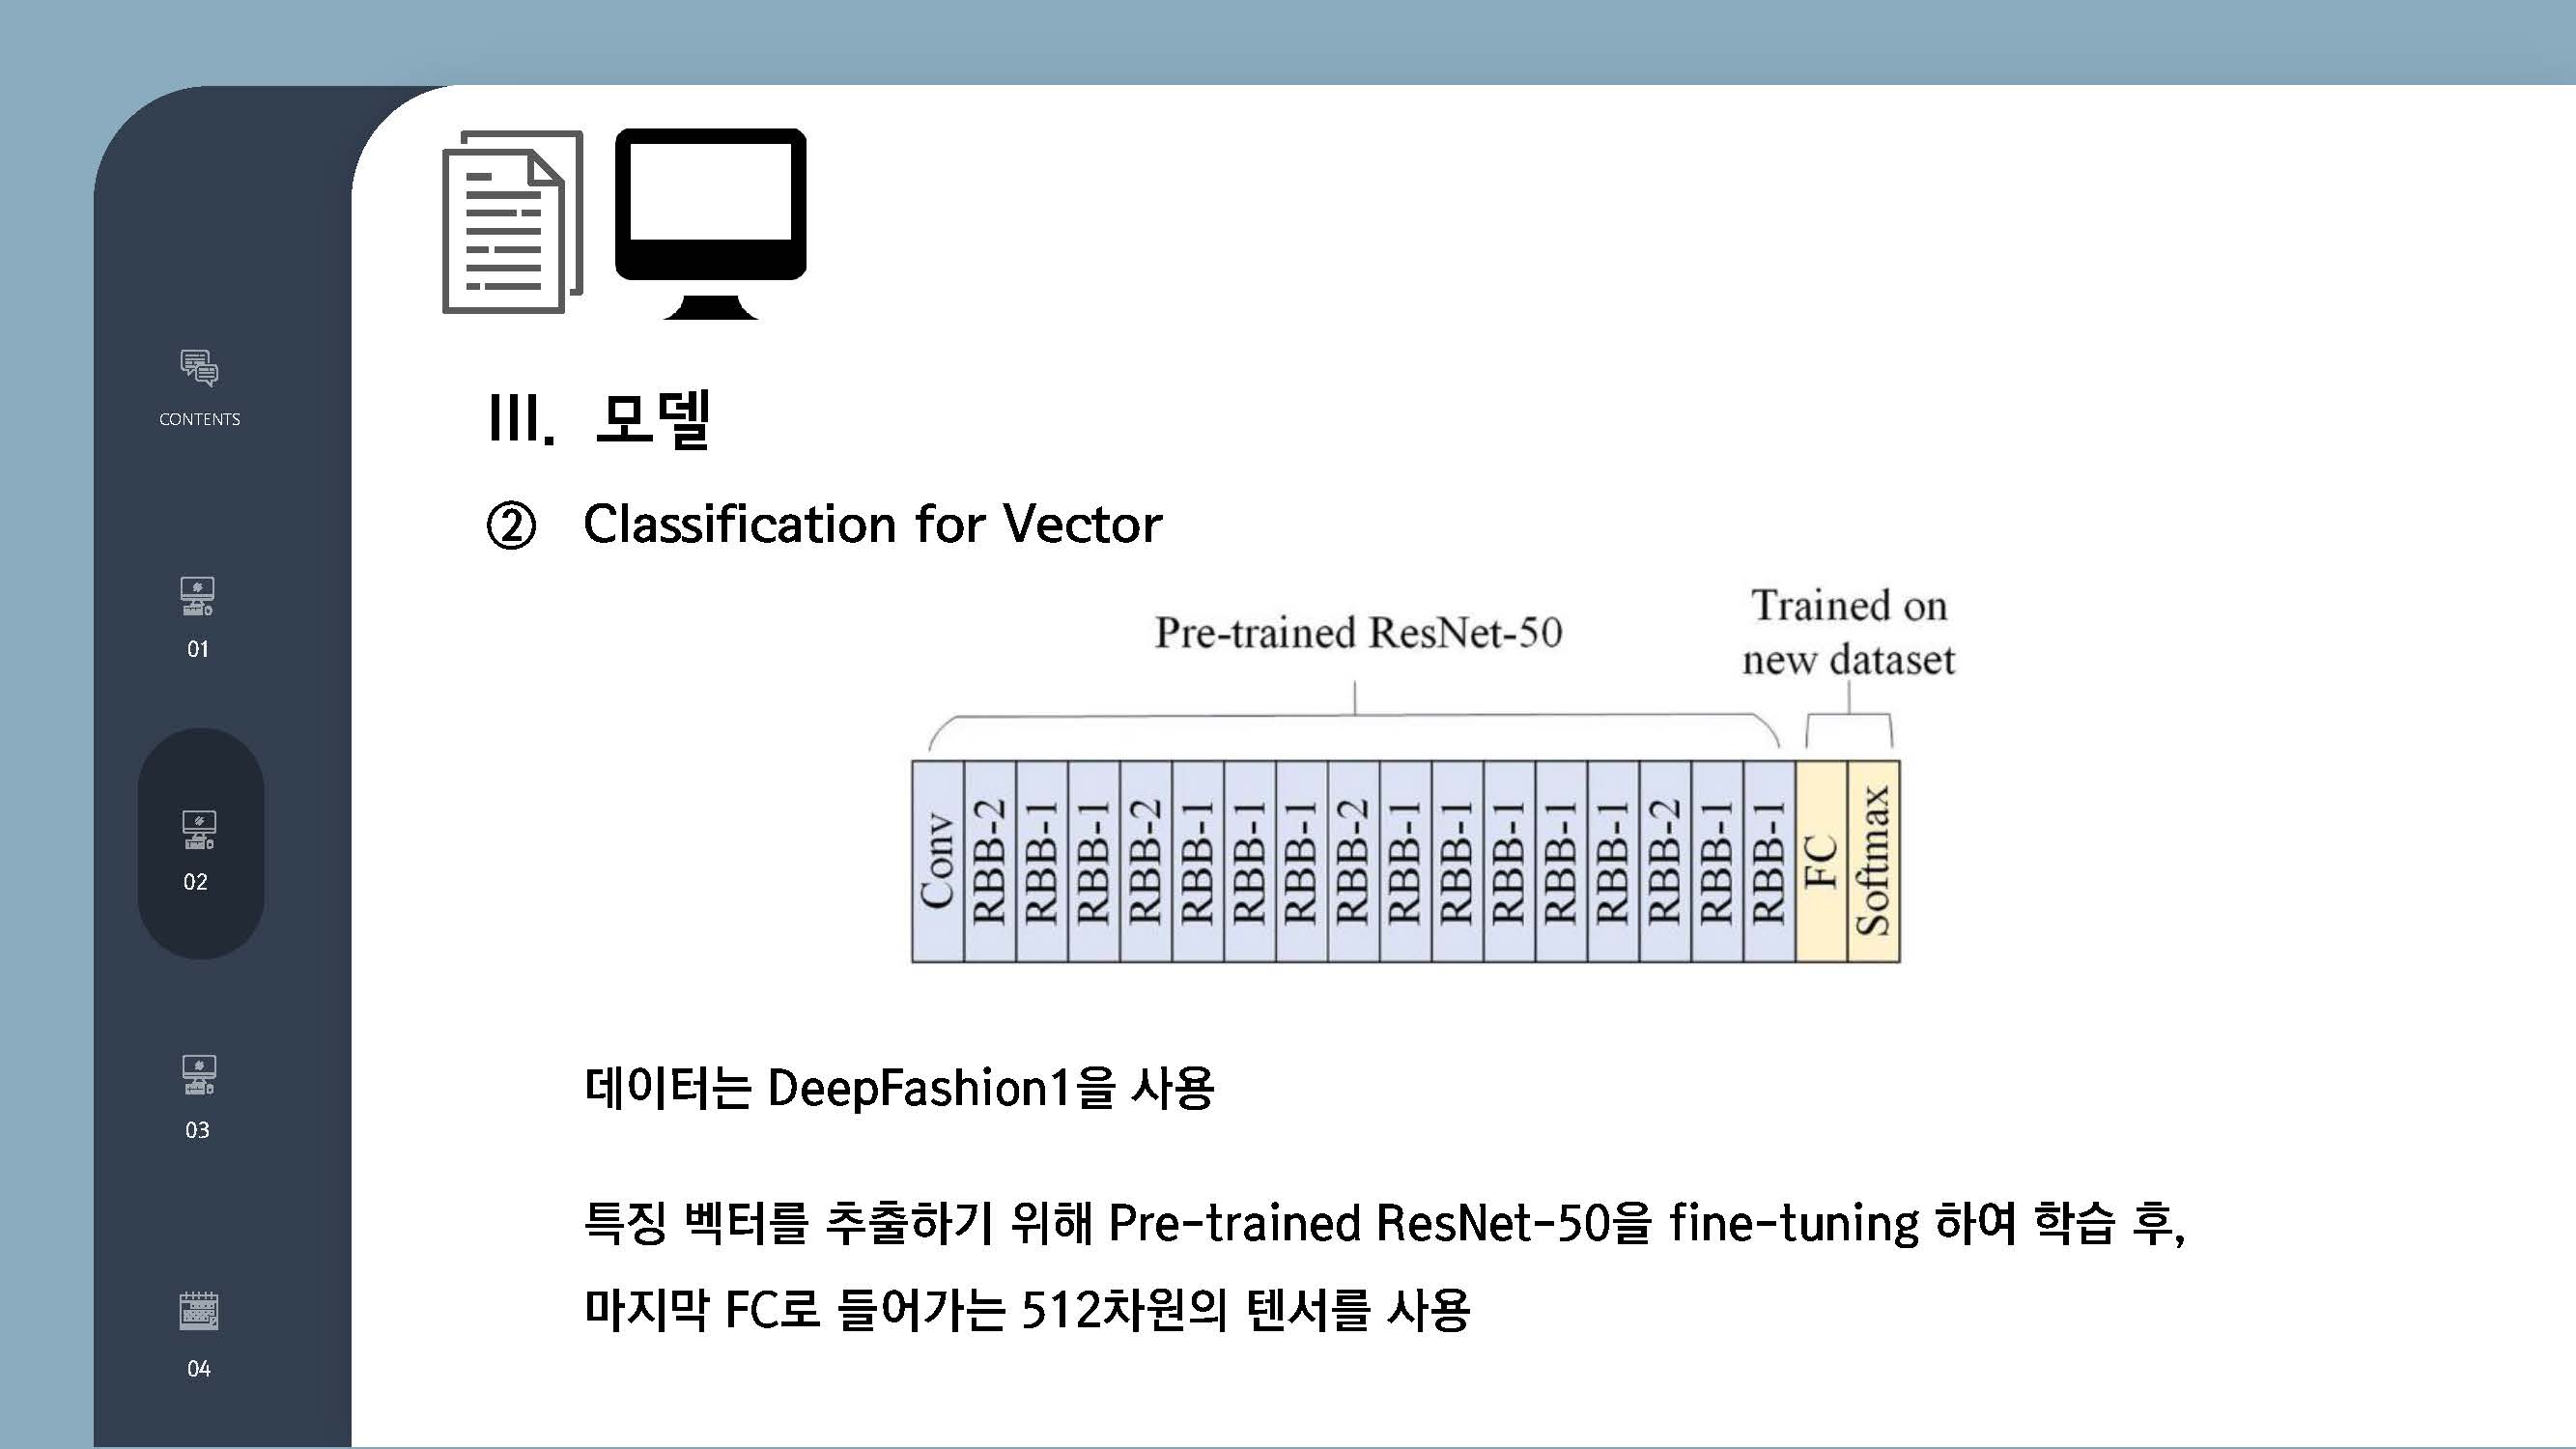 CONTENTS
01
02
03
04
III. 모델
② Classification for Vector
Pre-trained ResNet-50
Trained on
new dataset
Conv
RBB-2
RBB-1
RBB-1
RBB-2
RBB-1
RBB-1
RBB-1
RBB-2
RBB-1
RBB-1
RBB-1
RBB-1
RBB-1
RBB-2
RBB-1
RBB-1
FC
Softmax
데이터는 DeepFashion1을 사용
특징 벡터를 추출하기 위해 Pre-trained ResNet-50을 fine-tuning 하여 학습 후,
마지막 FC로 들어가는 512차원의 텐서를 사용